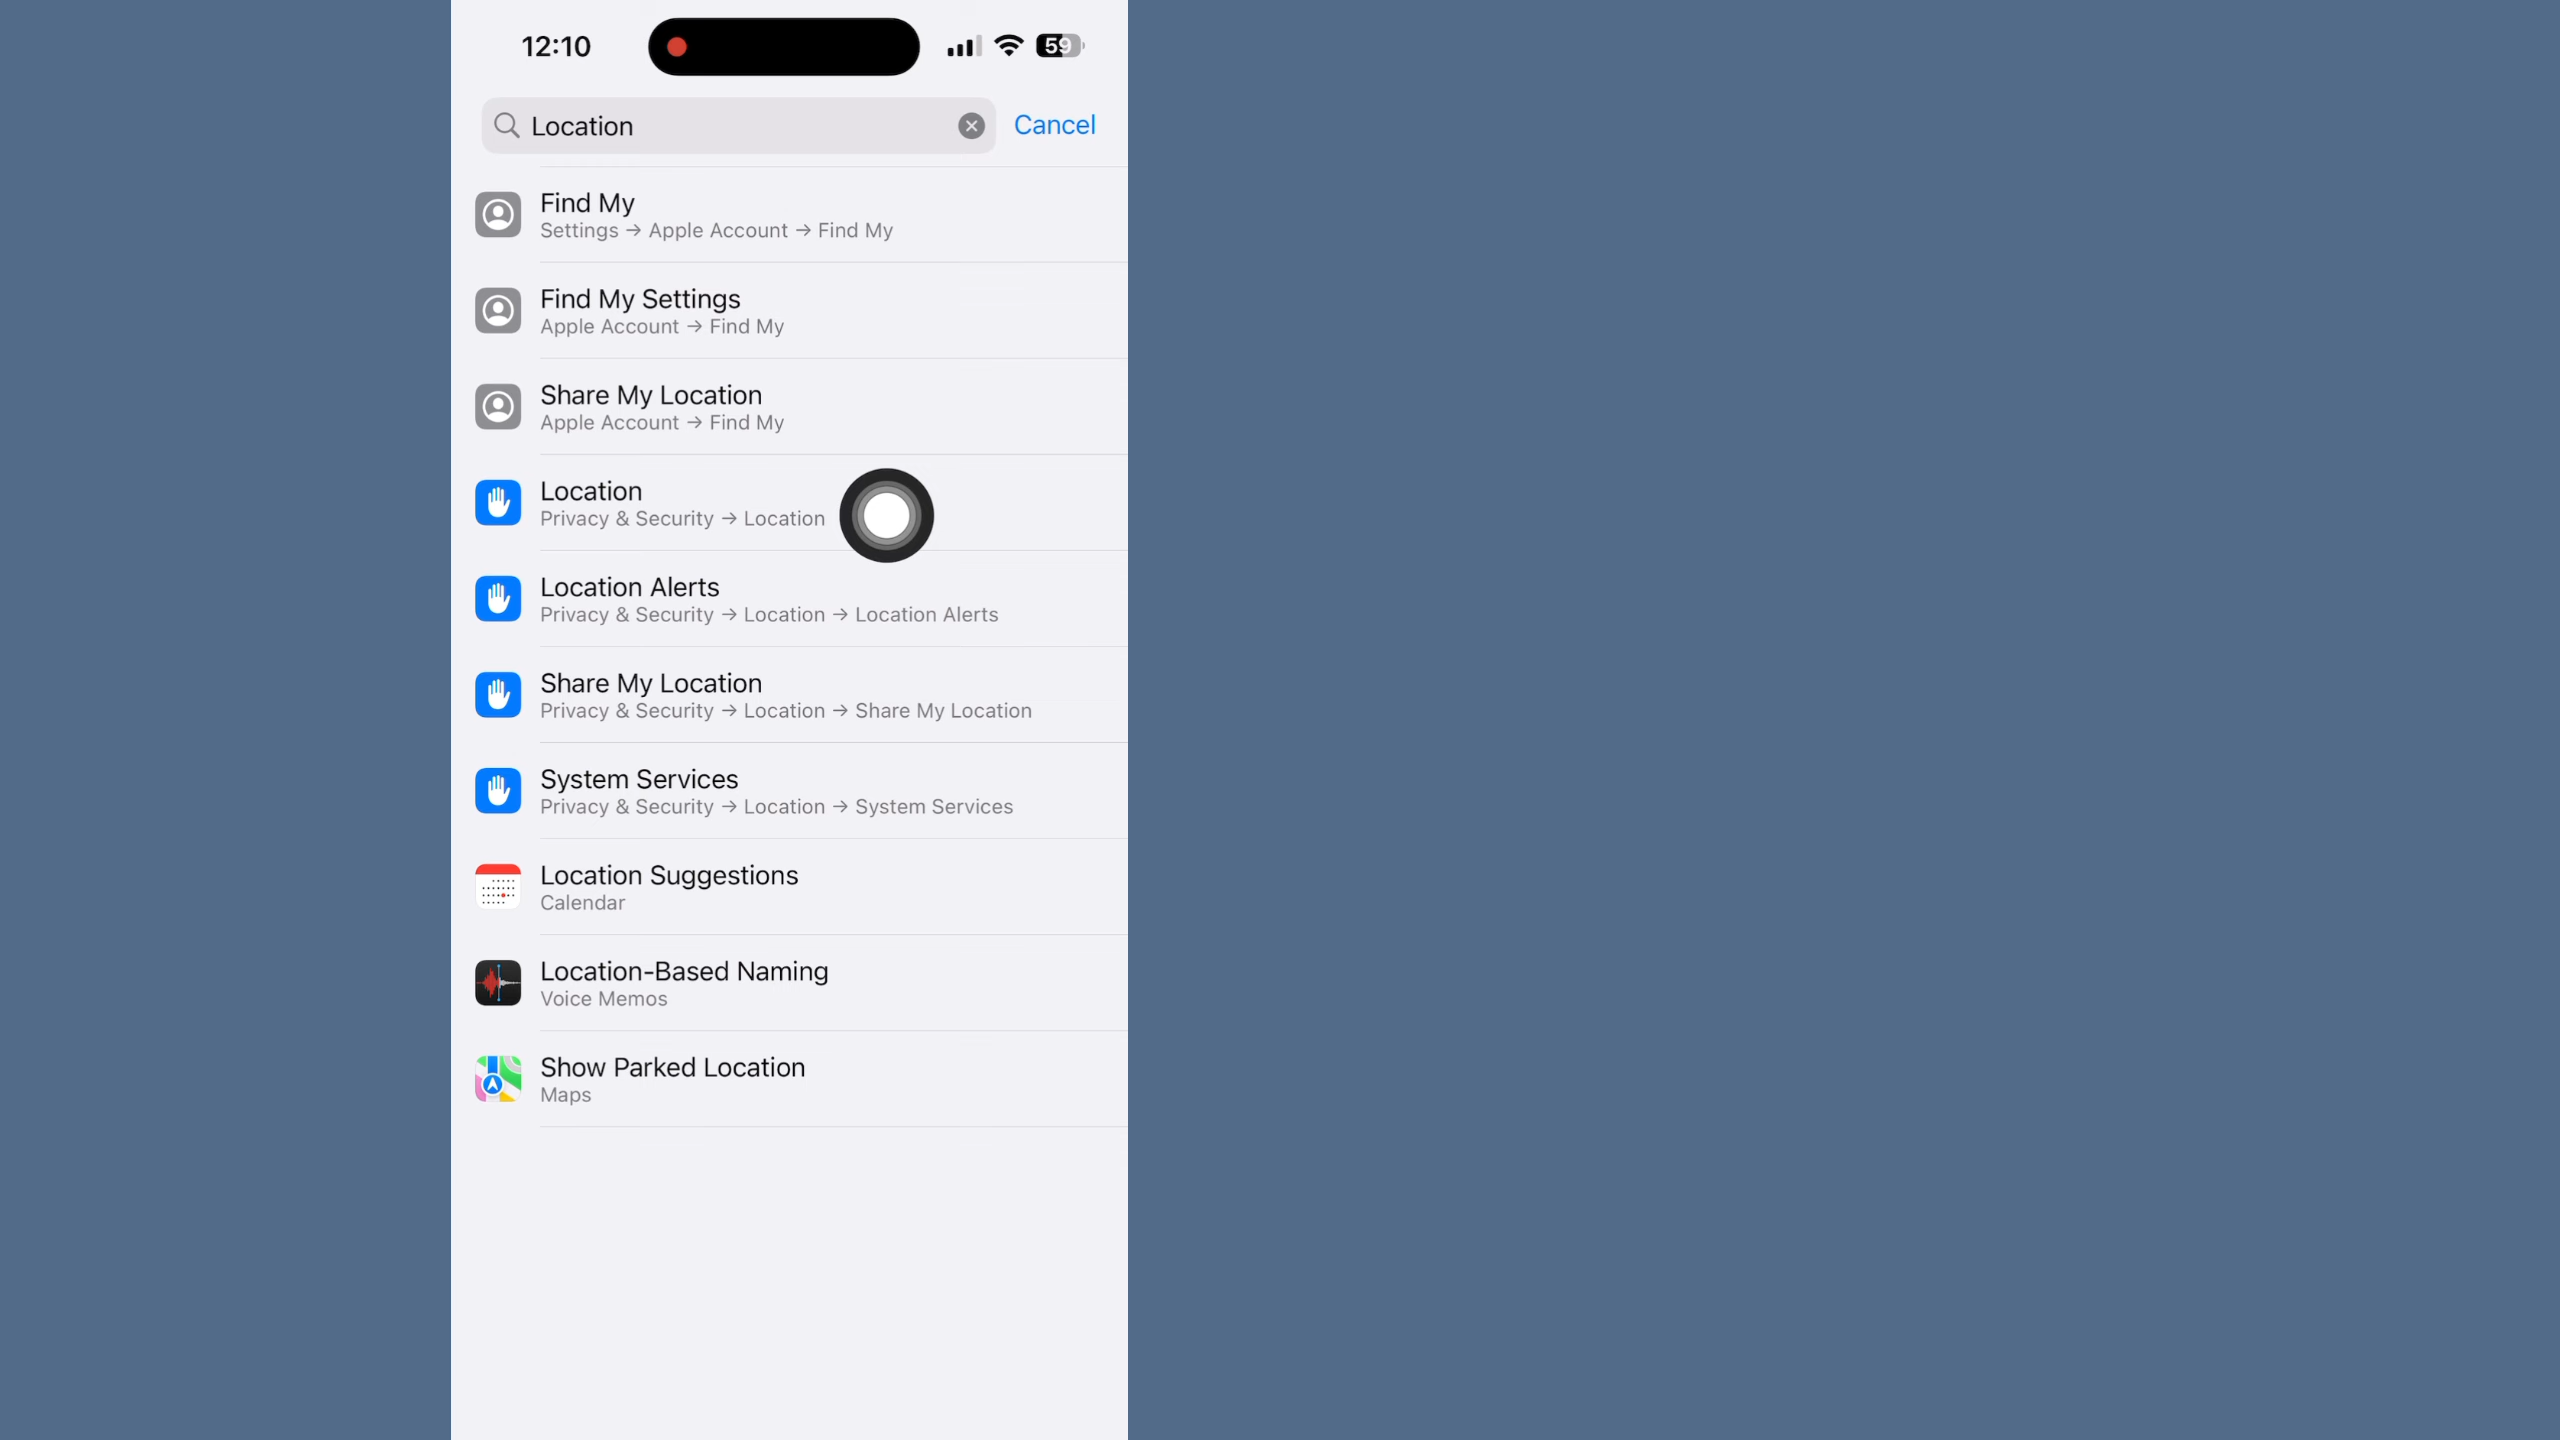 12:10
59
Location
Cancel
Find My
Settings → Apple Account → Find My
Find My Settings
Apple Account → Find My
Share My Location
Apple Account → Find My
Location
Privacy & Security → Location
Location Alerts
Privacy & Security → Location → Location Alerts
Share My Location
Privacy & Security → Location → Share My Location
System Services
Privacy & Security → Location → System Services
Location Suggestions
Calendar
Location-Based Naming
Voice Memos
Show Parked Location
Maps